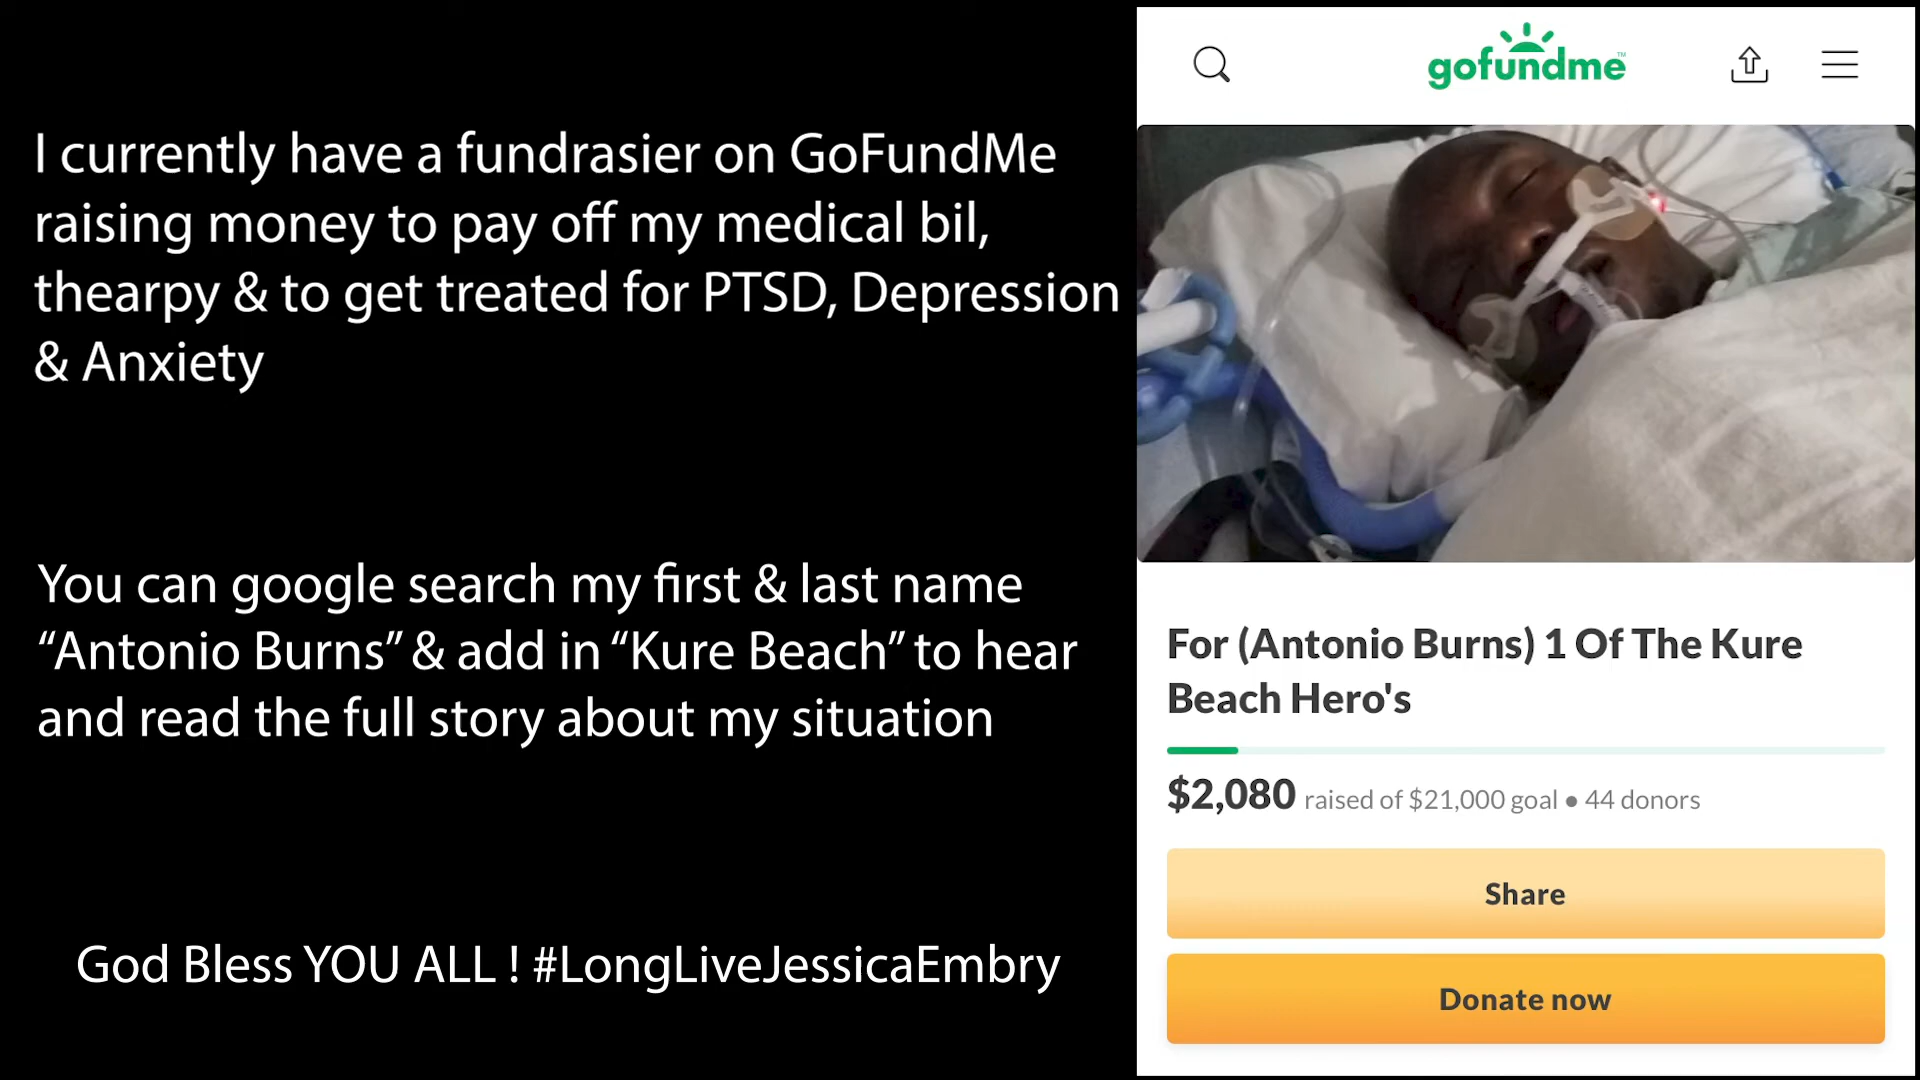 I currently have a fundrasier on GoFundMe
raising money to pay off my medical bil,
thearpy & to get treated for PTSD, Depression
& Anxiety
You can google search my first & last name
“Antonio Burns” & add in “Kure Beach” to hear
and read the full story about my situation
God Bless YOU ALL ! #LongLiveJessicaEmbry
gofundme™
For (Antonio Burns) 1 Of The Kure
Beach Hero's
$2,080 raised of $21,000 goal • 44 donors
Share
Donate now